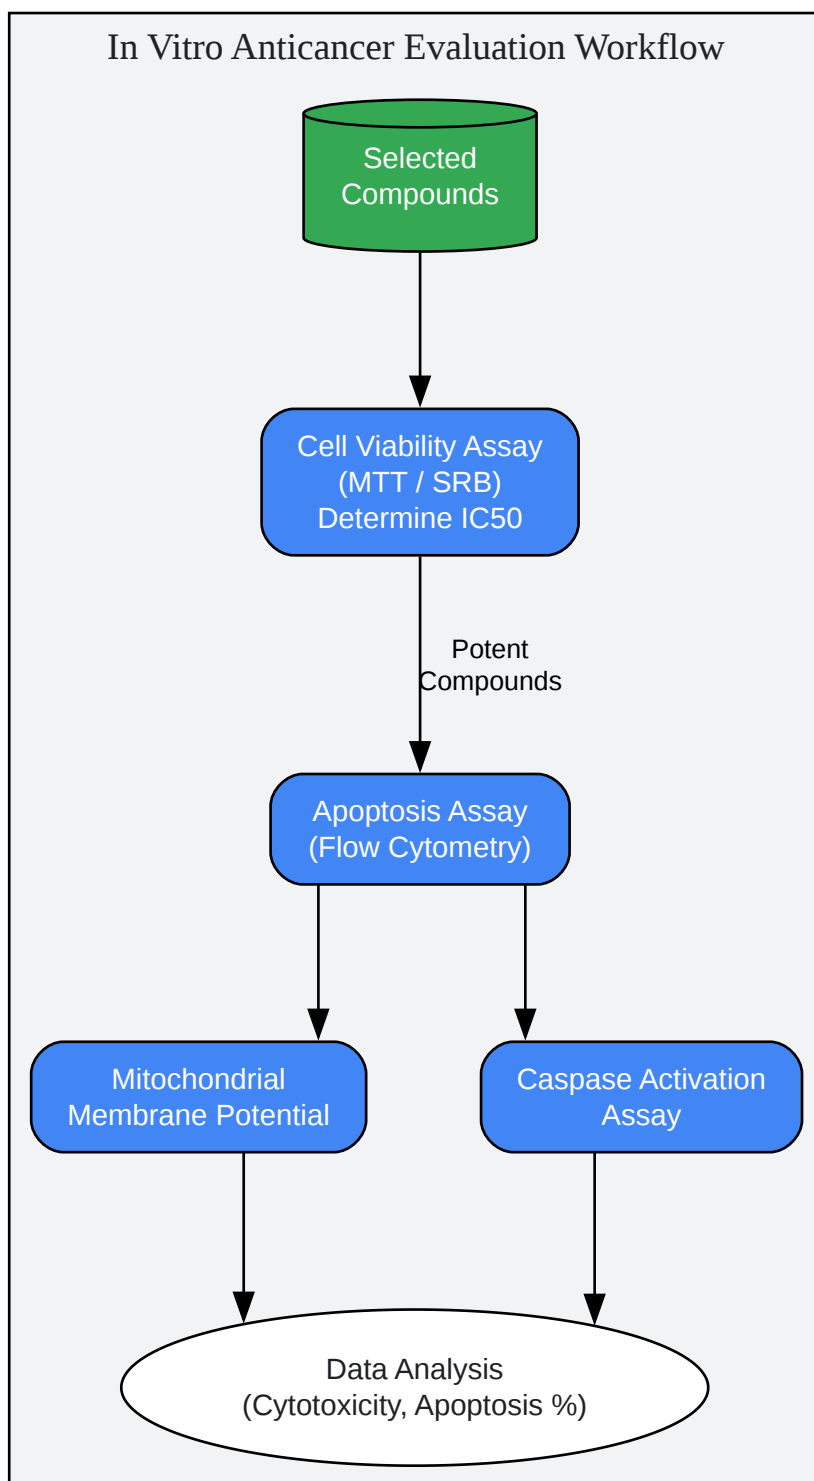 In Vitro Anticancer Evaluation Workflow
Selected
Compounds
Cell Viability Assay
(MTT / SRB)
Determine IC50
Potent
Compounds
Apoptosis Assay
(Flow Cytometry)
Mitochondrial
Membrane Potential
Caspase Activation
Assay
Data Analysis
(Cytotoxicity, Apoptosis %)